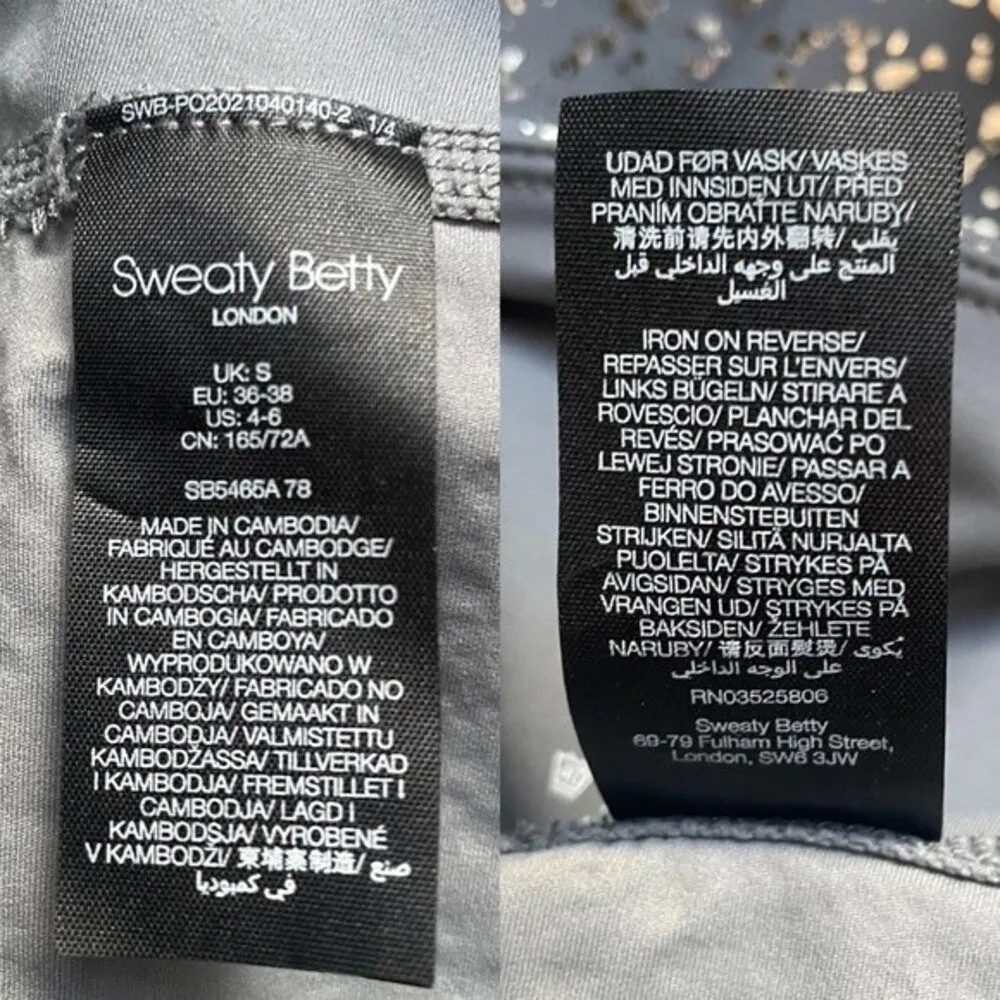 SWB-PO2021040140-2 1/4
Sweaty Betty
LONDON
UK: S
EU: 36-38
US: 4-6
CN: 165/72A
SB5465A 78
MADE IN CAMBODIA/
FABRIQUÉ AU CAMBODGE/
HERGESTELLT IN
KAMBODSCHA/ PRODOTTO
IN CAMBOGIA/ FABRICADO
EN CAMBOYA/
WYPRODUKOWANO W
KAMBODŻY/ FABRICADO NO
CAMBOJA/ GEMAAKT IN
CAMBODJA/ VALMISTETTU
KAMBODŽASSA/ TILLVERKAD
I KAMBODJA/ FREMSTILLET I
CAMBODJA/ LAGD I
KAMBODSJA/ VYROBENÉ
V KAMBODŽI/ 柬埔寨制造/ صنع
في كمبوديا
UDAD FØR VASK/ VASKES
MED INNSIDEN UT/ PŘED
PRANÍM OBRAŤTE NARUBY/
清洗前请先内外翻转/ يقلب
المنتج على وجهه الداخلي قبل
الغسيل
IRON ON REVERSE/
REPASSER SUR L'ENVERS/
LINKS BÜGELN/ STIRARE A
ROVESCIO/ PLANCHAR DEL
REVÉS/ PRASOWAĆ PO
LEWEJ STRONIE/ PASSAR A
FERRO DO AVESSO/
BINNENSTEBUITEN
STRIJKEN/ SILITÄ NURJALTA
PUOLELTA/ STRYKES PÅ
AVIGSIDAN/ STRYGES MED
VRANGEN UD/ STRYKES PÅ
BAKSIDEN/ ŽEHLETE
NARUBY/ 请反面熨烫/ يُكوى
على الوجه الداخلي
RN03525806
Sweaty Betty
69-79 Fulham High Street,
London, SW6 3JW